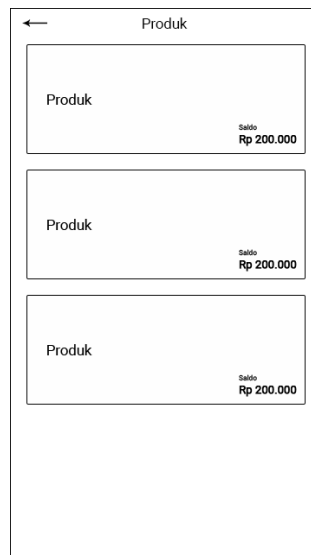 Produk
Produk
Saldo
Rp 200.000
Produk
Saldo
Rp 200.000
Produk
Saldo
Rp 200.000